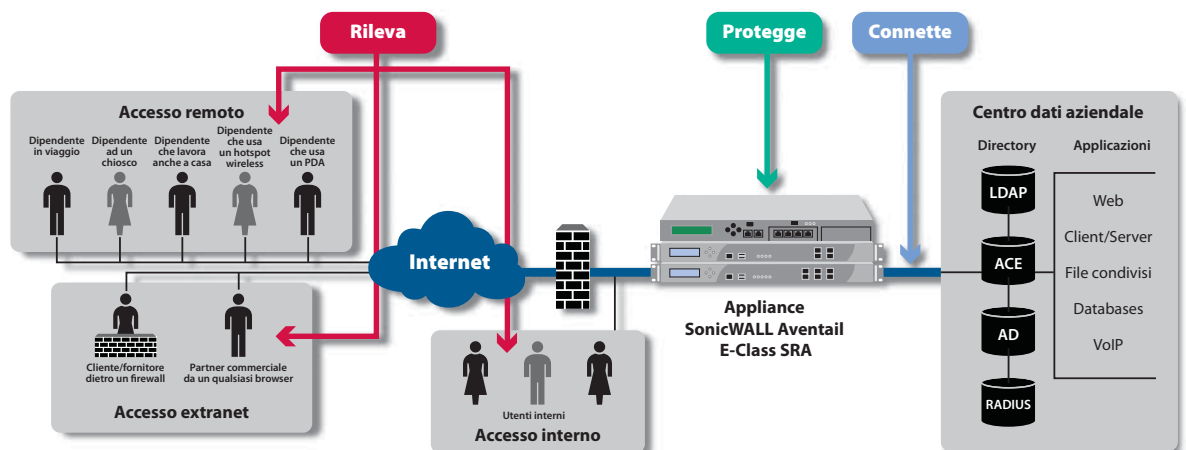 Rileva
Protegge
Connette
Accesso remoto
Dipendente
in viaggio
Dipendente
ad un
chiosco
Dipendente
che lavora
anche a casa
Dipendente
che usa
un hotspot
wireless
Dipendente
che usa
un PDA
Internet
Cliente/fornitore
dietro un firewall
Partner commerciale
da un qualsiasi browser
Accesso extranet
Utenti interni
Accesso interno
Appliance
SonicWALL Aventail
E-Class SRA
Centro dati aziendale
Directory
LDAP
ACE
AD
RADIUS
Applicazioni
Web
Client/Server
File condivisi
Databases
VoIP